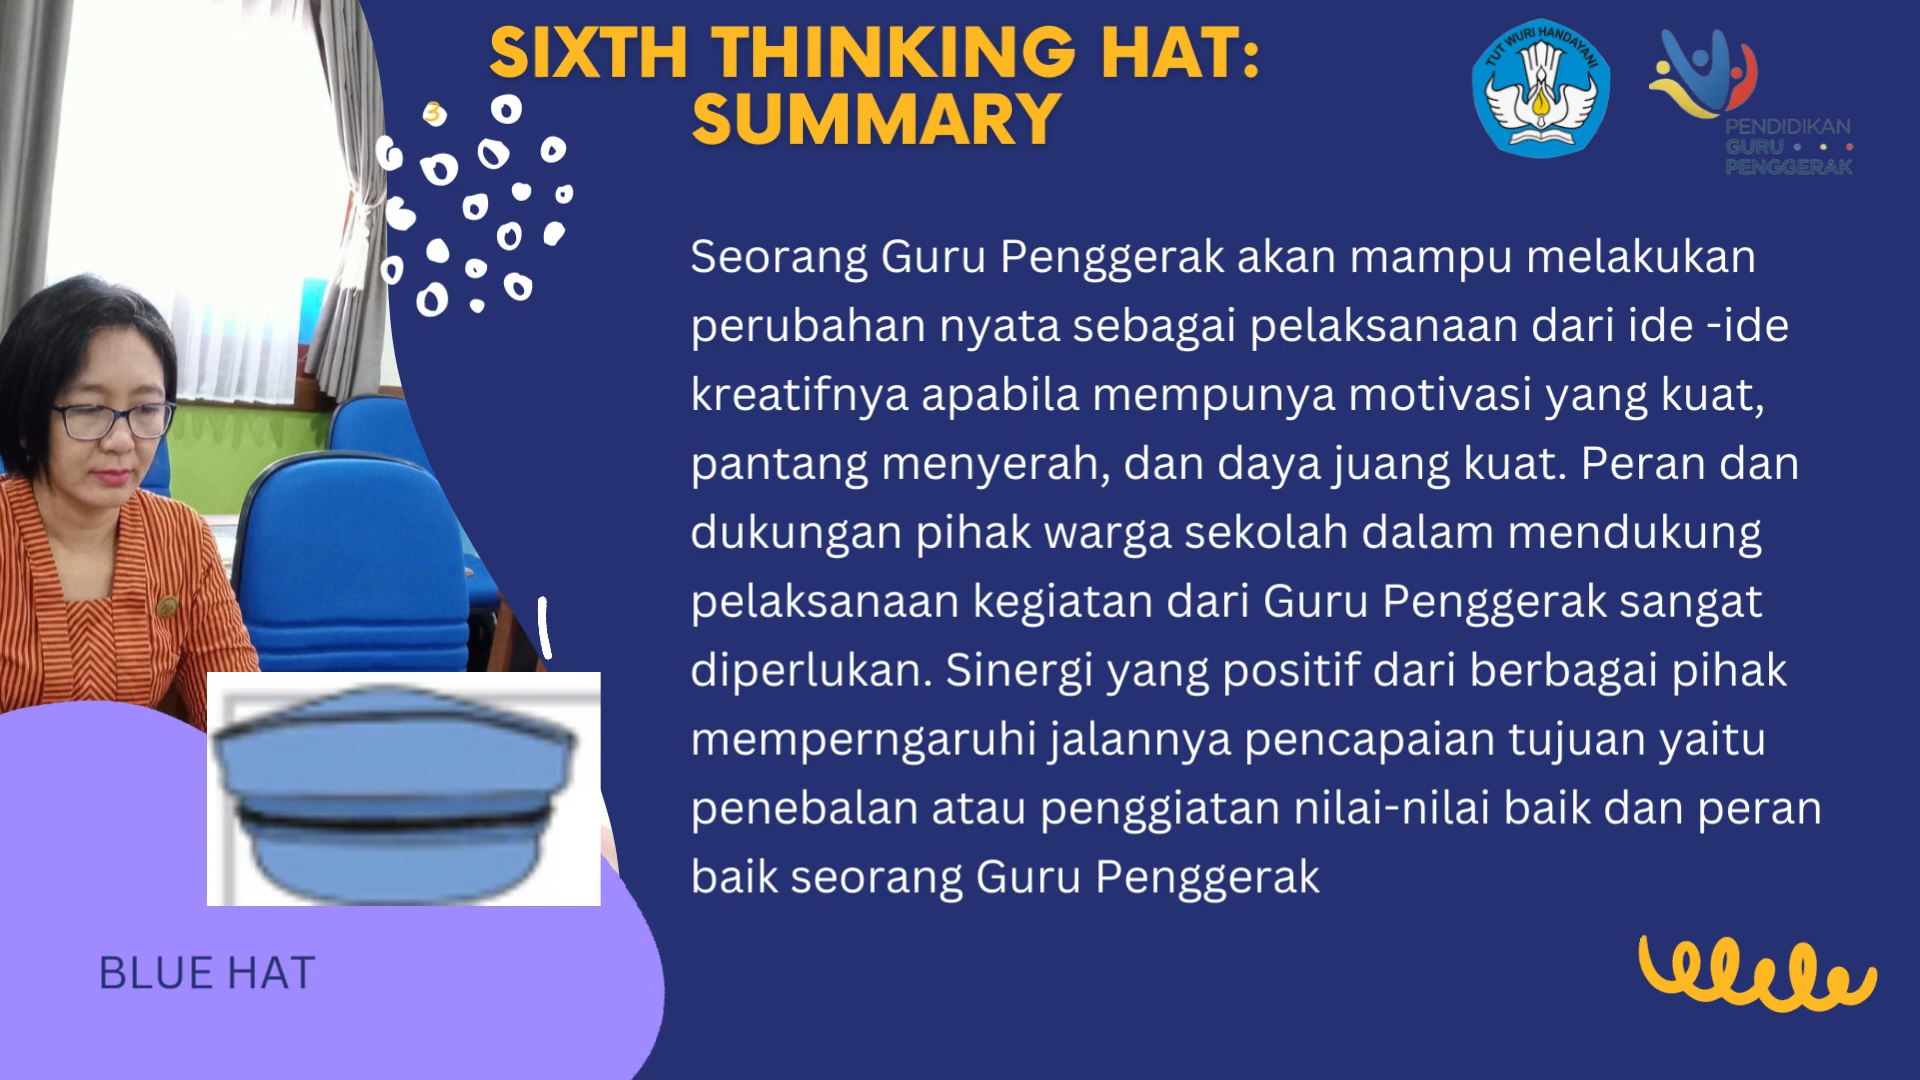 SIXTH THINKING HAT:
SUMMARY
3
TUT WURI HANDAYANI
PENDIDIKAN
GURU
PENGGERAK
Seorang Guru Penggerak akan mampu melakukan
perubahan nyata sebagai pelaksanaan dari ide -ide
kreatifnya apabila mempunya motivasi yang kuat,
pantang menyerah, dan daya juang kuat. Peran dan
dukungan pihak warga sekolah dalam mendukung
pelaksanaan kegiatan dari Guru Penggerak sangat
diperlukan. Sinergi yang positif dari berbagai pihak
memperngaruhi jalannya pencapaian tujuan yaitu
penebalan atau penggiatan nilai-nilai baik dan peran
baik seorang Guru Penggerak
BLUE HAT